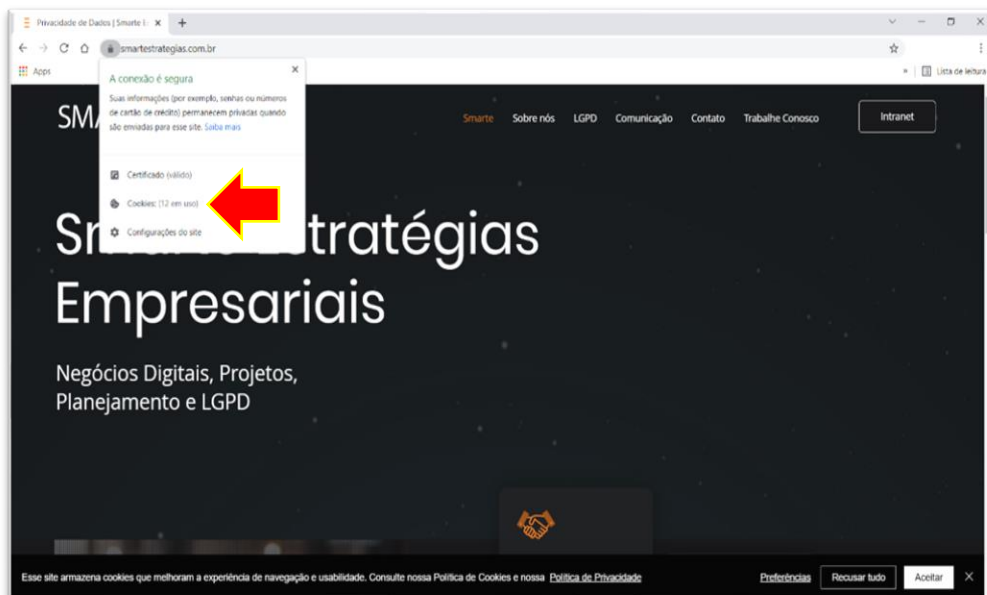 Privacidade de Dados | Smarte E
smartestrategias.com.br
Apps
Lista de leitura
A conexão é segura
Suas informações (por exemplo, senhas ou números
de cartão de crédito) permanecem privadas quando
são enviadas para esse site. Saiba mais
Certificado (válido)
Cookies: (12 em uso)
Configurações do site
SMA
Smarte Sobre nós LGPD Comunicação Contato Trabalhe Conosco Intranet
Smarte Estratégias
Empresariais
Negócios Digitais, Projetos,
Planejamento e LGPD
Esse site armazena cookies que melhoram a experiência de navegação e usabilidade. Consulte nossa Política de Cookies e nossa Política de Privacidade
Preferências Recusar tudo Aceitar